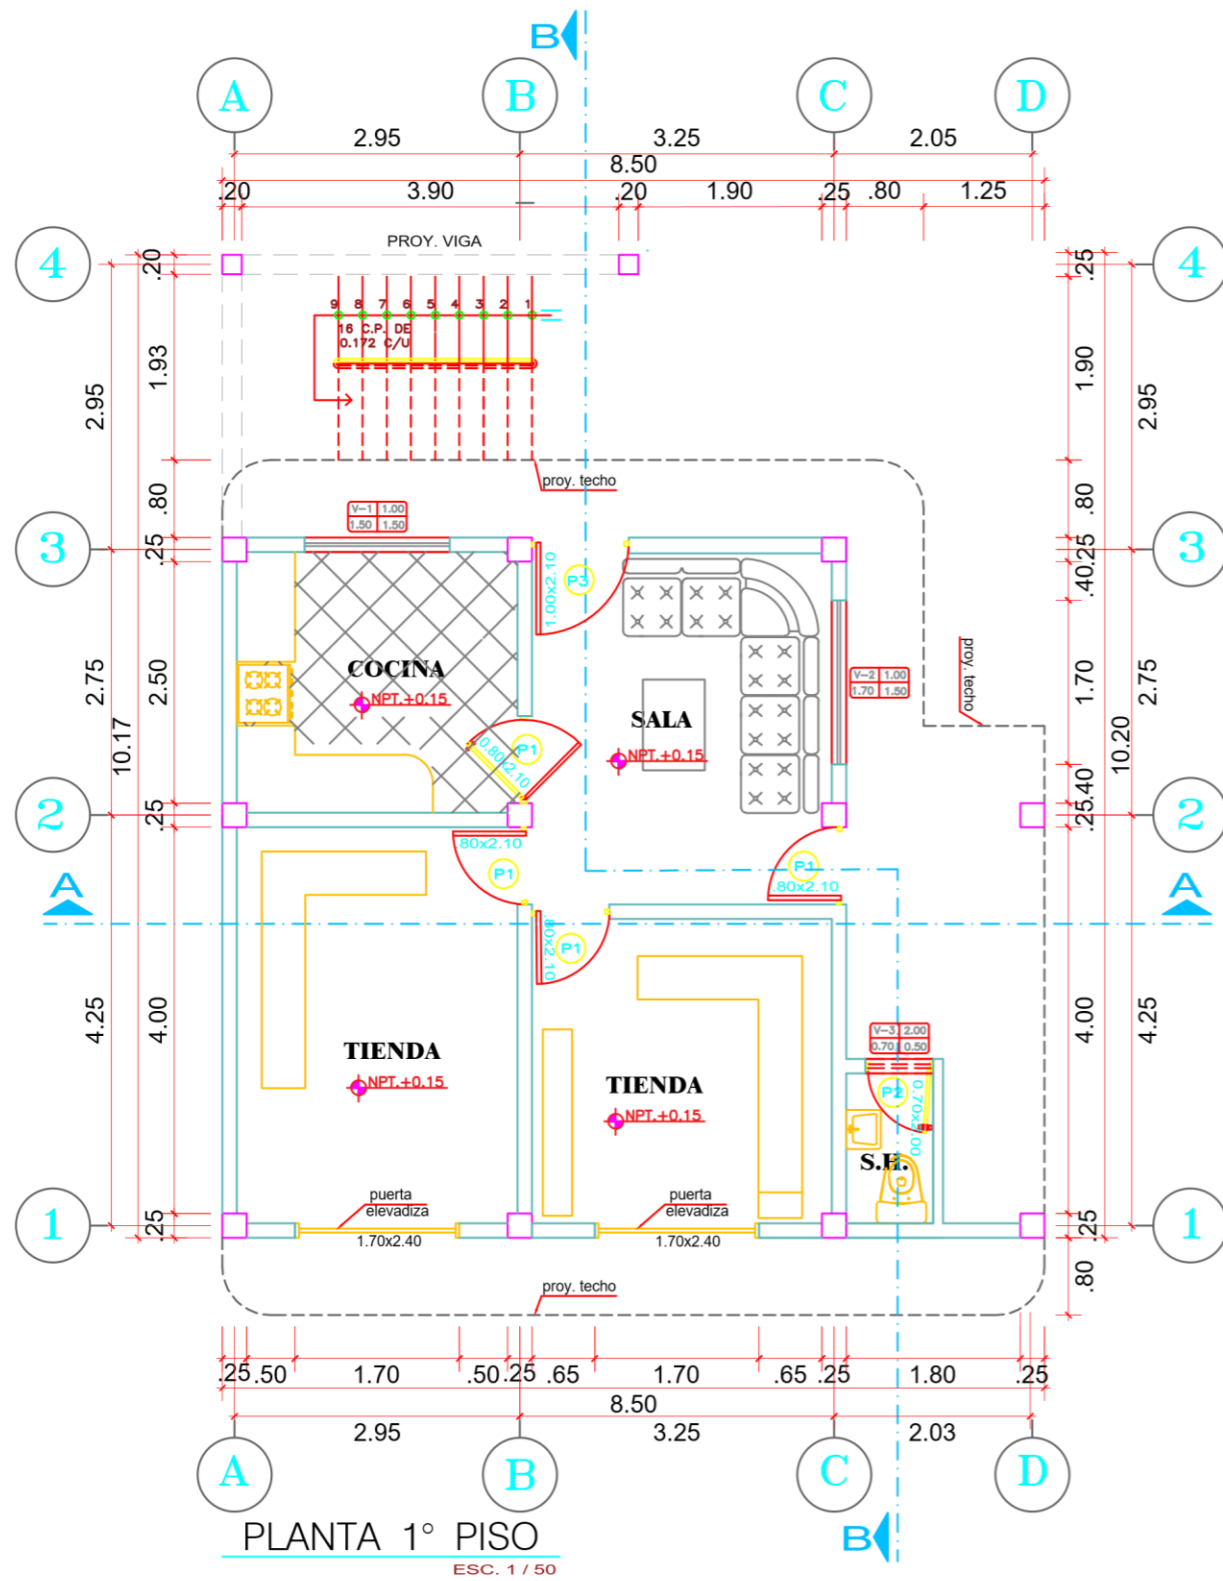 B
A B C D
2.95 3.25 2.05
8.50
.20 3.90 .20 1.90 .25 .80 1.25
PROY. VIGA
4 4
.20 .25
9 8 7 6 5 4 3 2 1
16 C.P. DE
0.172 C/U
1.93 1.90
2.95 2.95
proy. techo
.80 .80
V-1 1.00
1.50 1.50
3 3
.25 .25
1.00x2.10
P3
.40
COCINA
NPT.+0.15
2.75 2.50 1.70 2.75
proy. techo
V-2 1.00
1.70 1.50
SALA
NPT.+0.15
10.17 10.20
P1
0.80x2.10
.40
2 2
.25 .25
.80x2.10
P1
P1
.80x2.10
A A
.80x2.10
P1
4.25 4.00 4.00 4.25
V-3 2.00
0.70 0.50
TIENDA
NPT.+0.15
TIENDA
NPT.+0.15
P2
0.70x2.00
S.H.
puerta
elevadiza
puerta
elevadiza
1 1
.25 .25
1.70x2.40 1.70x2.40
proy. techo
.80
.25 .50 1.70 .50 .25 .65 1.70 .65 .25 1.80 .25
8.50
2.95 3.25 2.03
A B C D
PLANTA 1° PISO
ESC. 1 / 50
B